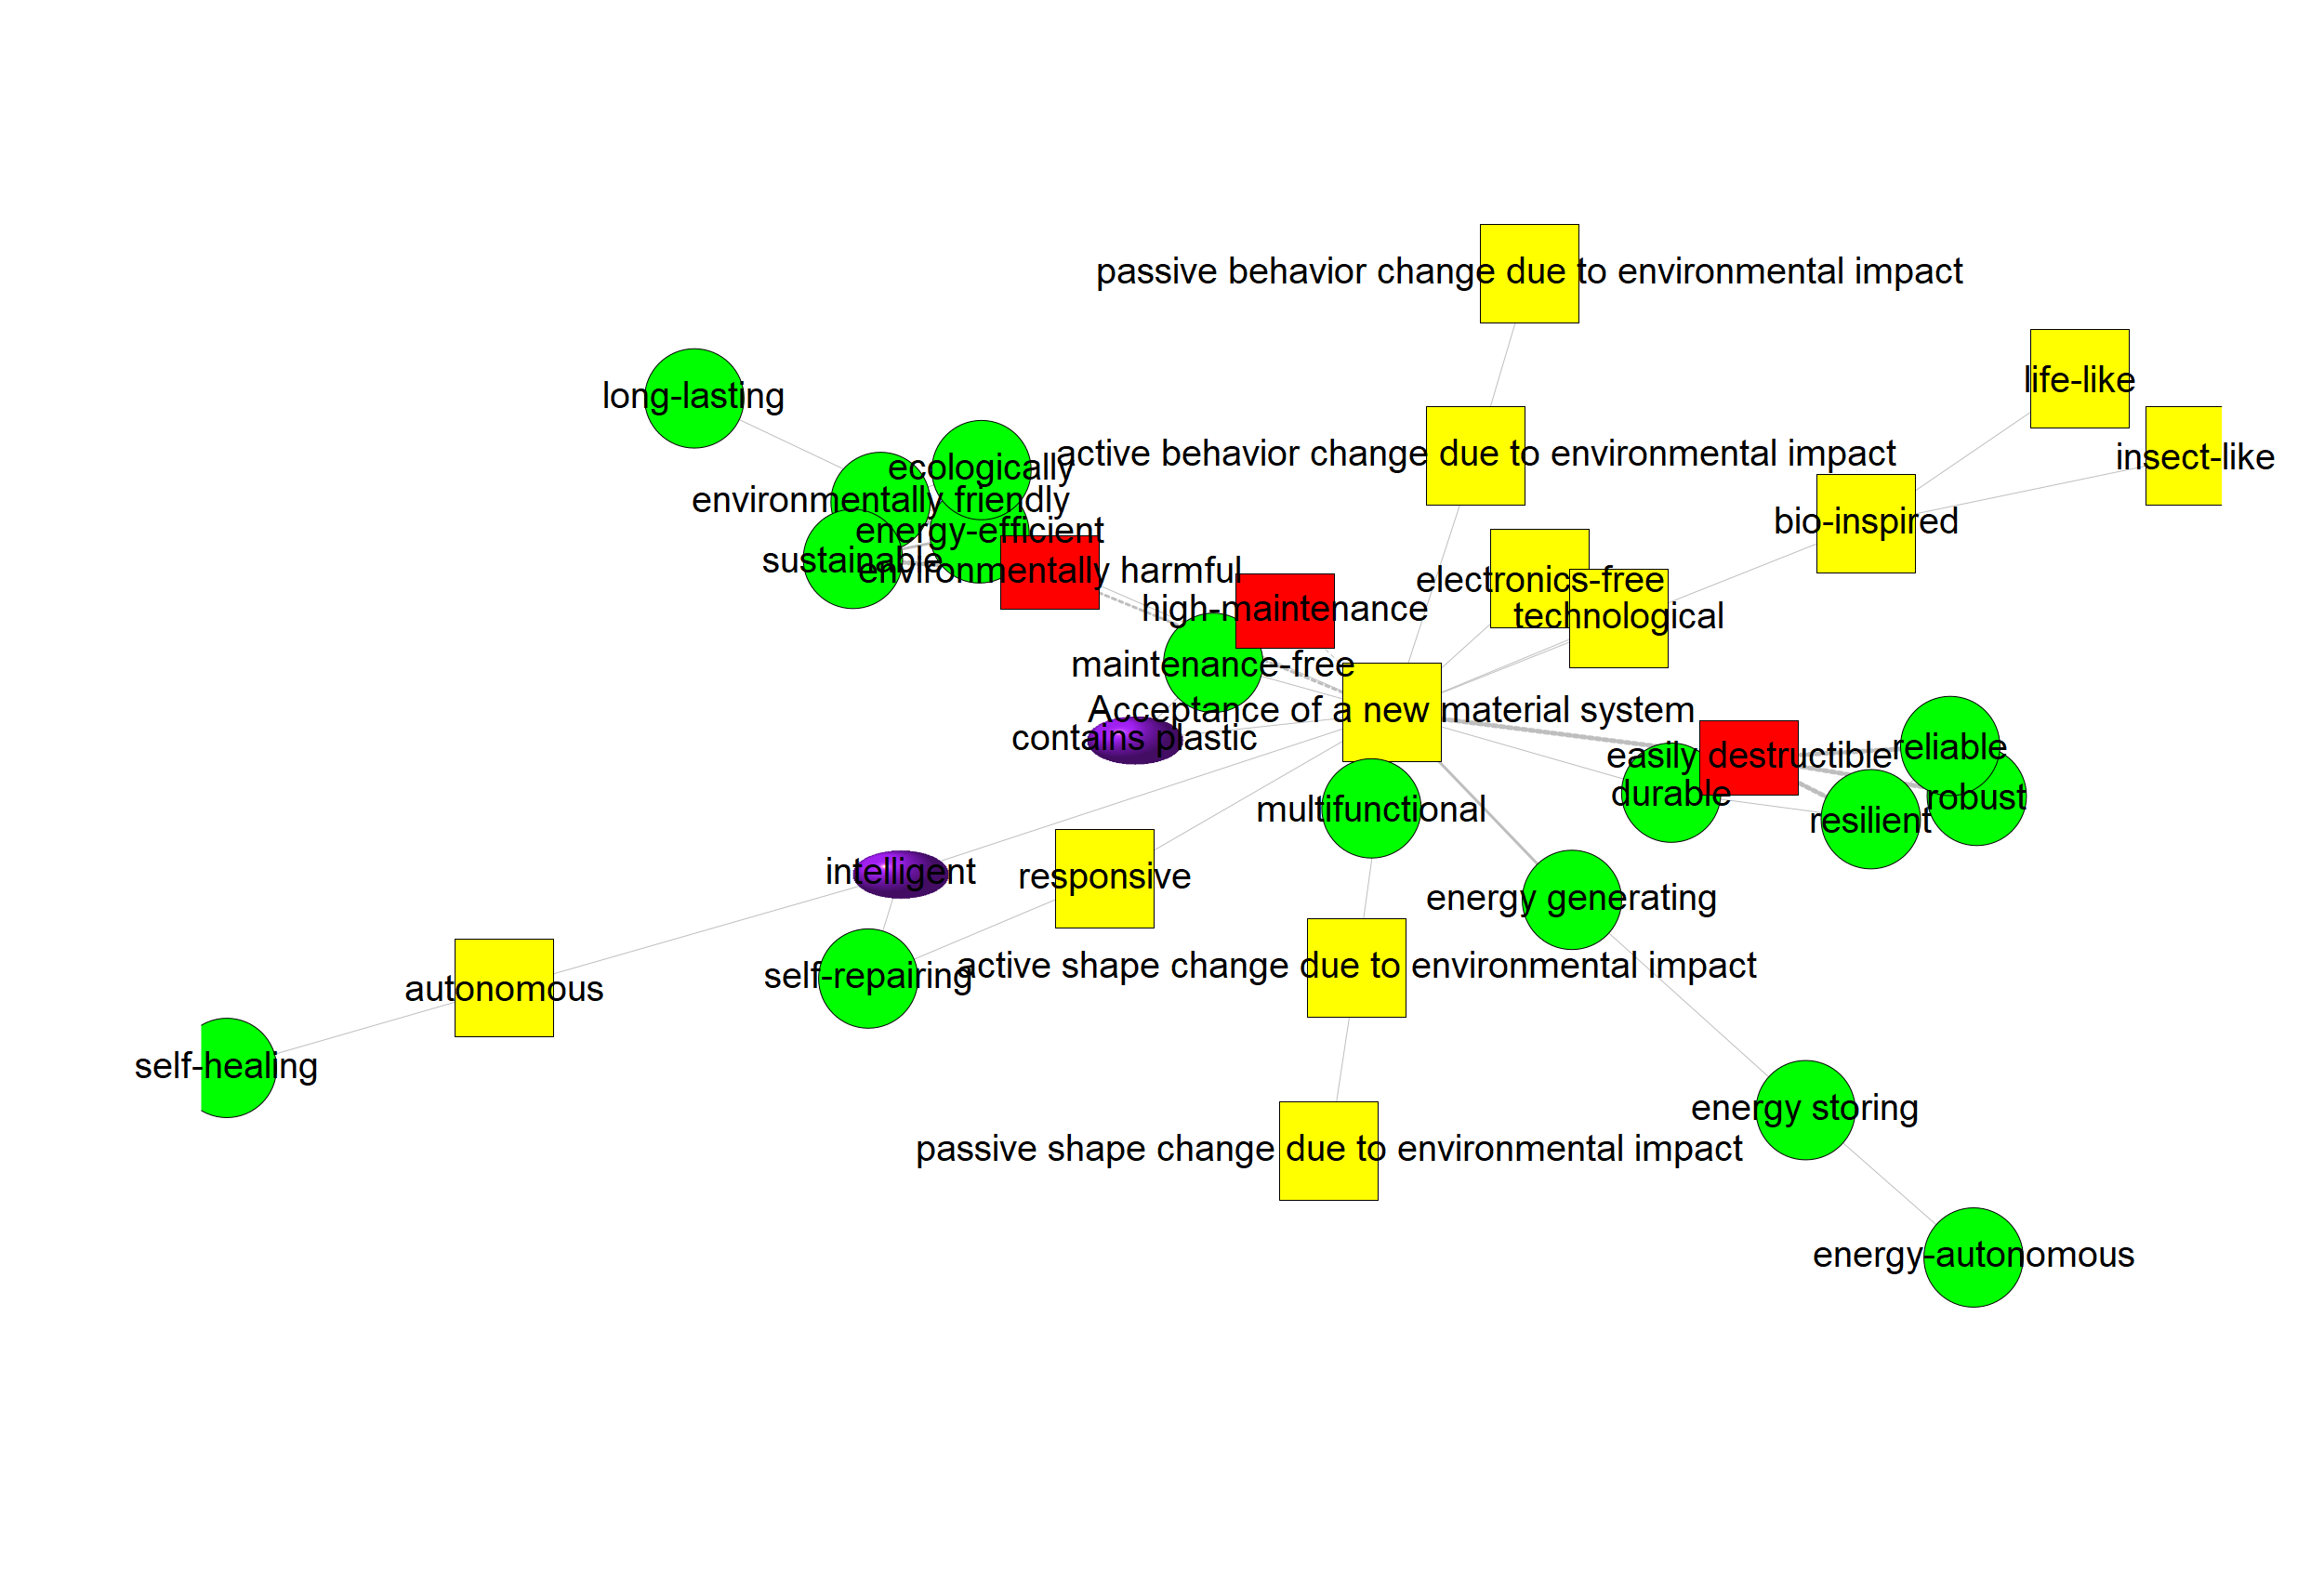 passive behavior change due to environmental impact
life-like
long-lasting
active behavior change due to environmental impact
insect-like
ecologically
environmentally friendly
bio-inspired
energy-efficient
sustainable
environmentally harmful
electronics-free
high-maintenance
technological
maintenance-free
Acceptance of a new material system
contains plastic
reliable
easily destructible
durable
robust
multifunctional
resilient
intelligent
responsive
energy generating
active shape change due to environmental impact
self-repairing
autonomous
self-healing
energy storing
passive shape change due to environmental impact
energy-autonomous